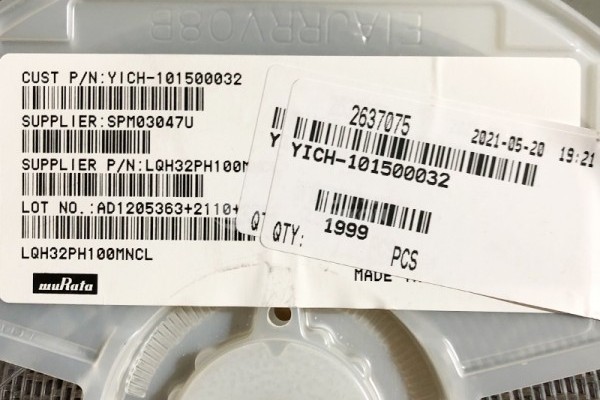 EIAJRRV08B
CUST P/N:YICH-101500032
SUPPLIER:SPM03047U
SUPPLIER P/N:LQH32PH100M
LOT NO.:AD1205363+2110+
LQH32PH100MNCL
muRata
MADE
Y
QT
2637075
2021-05-20 19:21
YICH-101500032
QTY: 1999
PCS